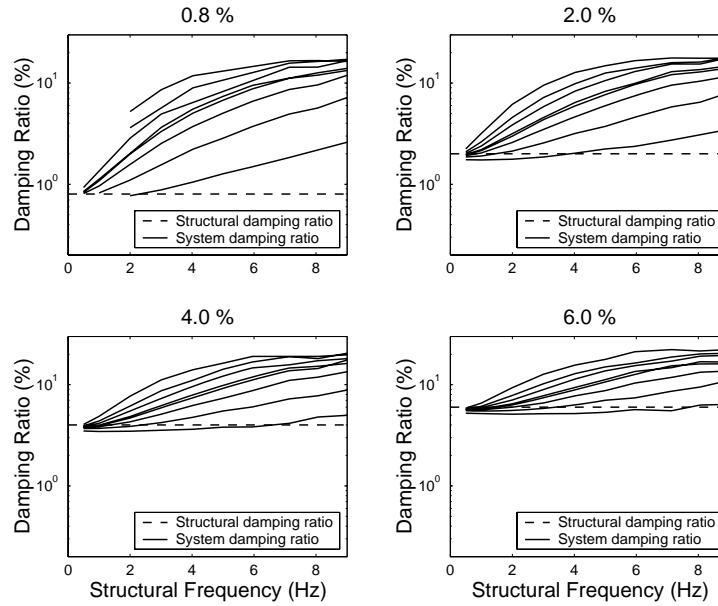 0.8 %
2.0 %
Damping Ratio (%)
10^1
10^0
Structural damping ratio
System damping ratio
0 2 4 6 8
Damping Ratio (%)
10^1
10^0
Structural damping ratio
System damping ratio
0 2 4 6 8
4.0 %
6.0 %
Damping Ratio (%)
10^1
10^0
Structural damping ratio
System damping ratio
0 2 4 6 8
Structural Frequency (Hz)
Damping Ratio (%)
10^1
10^0
Structural damping ratio
System damping ratio
0 2 4 6 8
Structural Frequency (Hz)